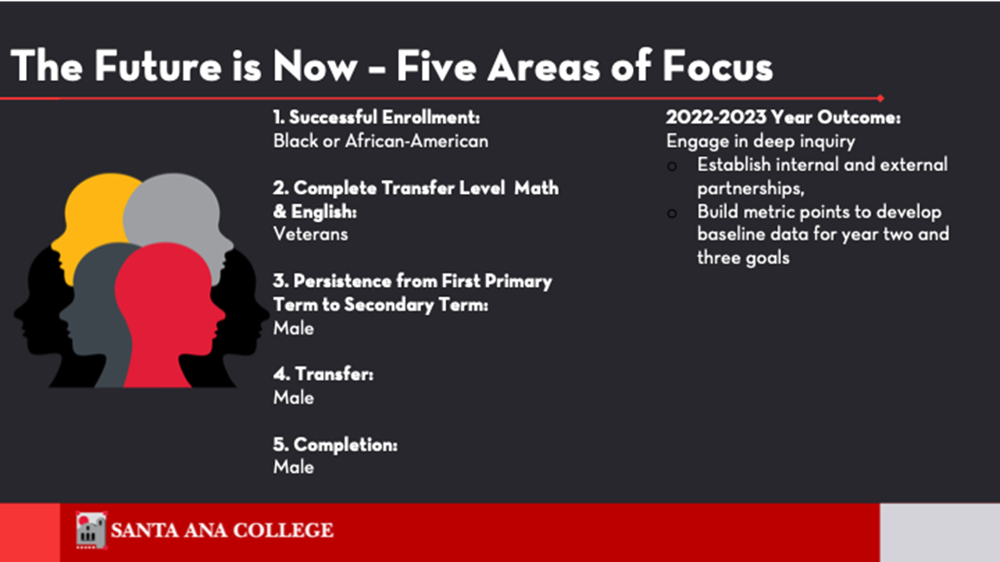 The Future is Now – Five Areas of Focus
1. Successful Enrollment:
Black or African-American
2. Complete Transfer Level Math
& English:
Veterans
3. Persistence from First Primary
Term to Secondary Term:
Male
4. Transfer:
Male
5. Completion:
Male
2022-2023 Year Outcome:
Engage in deep inquiry
o Establish internal and external
partnerships,
o Build metric points to develop
baseline data for year two and
three goals
SANTA ANA COLLEGE